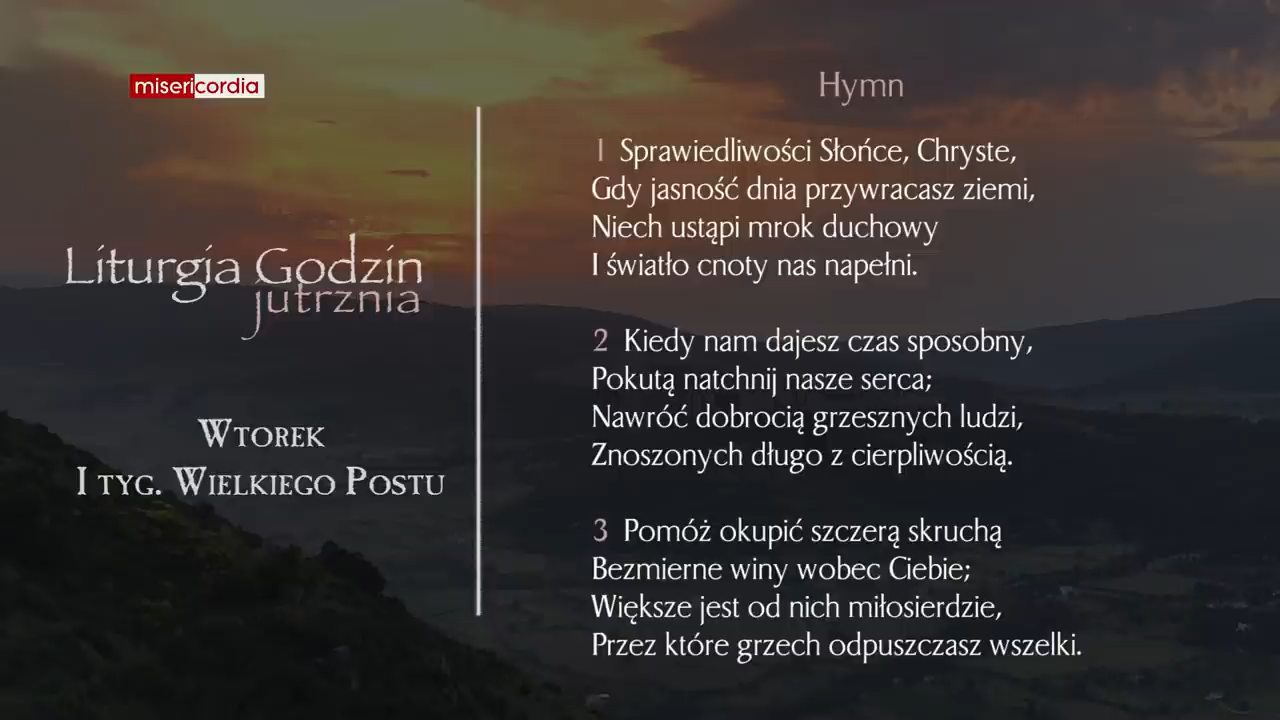 misericordia
Liturgia Godzin
jutrznia
Wtorek
I tyg. Wielkiego Postu
Hymn
1 Sprawiedliwości Słońce, Chryste,
Gdy jasność dnia przywracasz ziemi,
Niech ustąpi mrok duchowy
I światło cnoty nas napełni.
2 Kiedy nam dajesz czas sposobny,
Pokutą natchnij nasze serca;
Nawróć dobrocią grzesznych ludzi,
Znoszonych długo z cierpliwością.
3 Pomóż okupić szczerą skruchą
Bezmierne winy wobec Ciebie;
Większe jest od nich miłosierdzie,
Przez które grzech odpuszczasz wszelki.